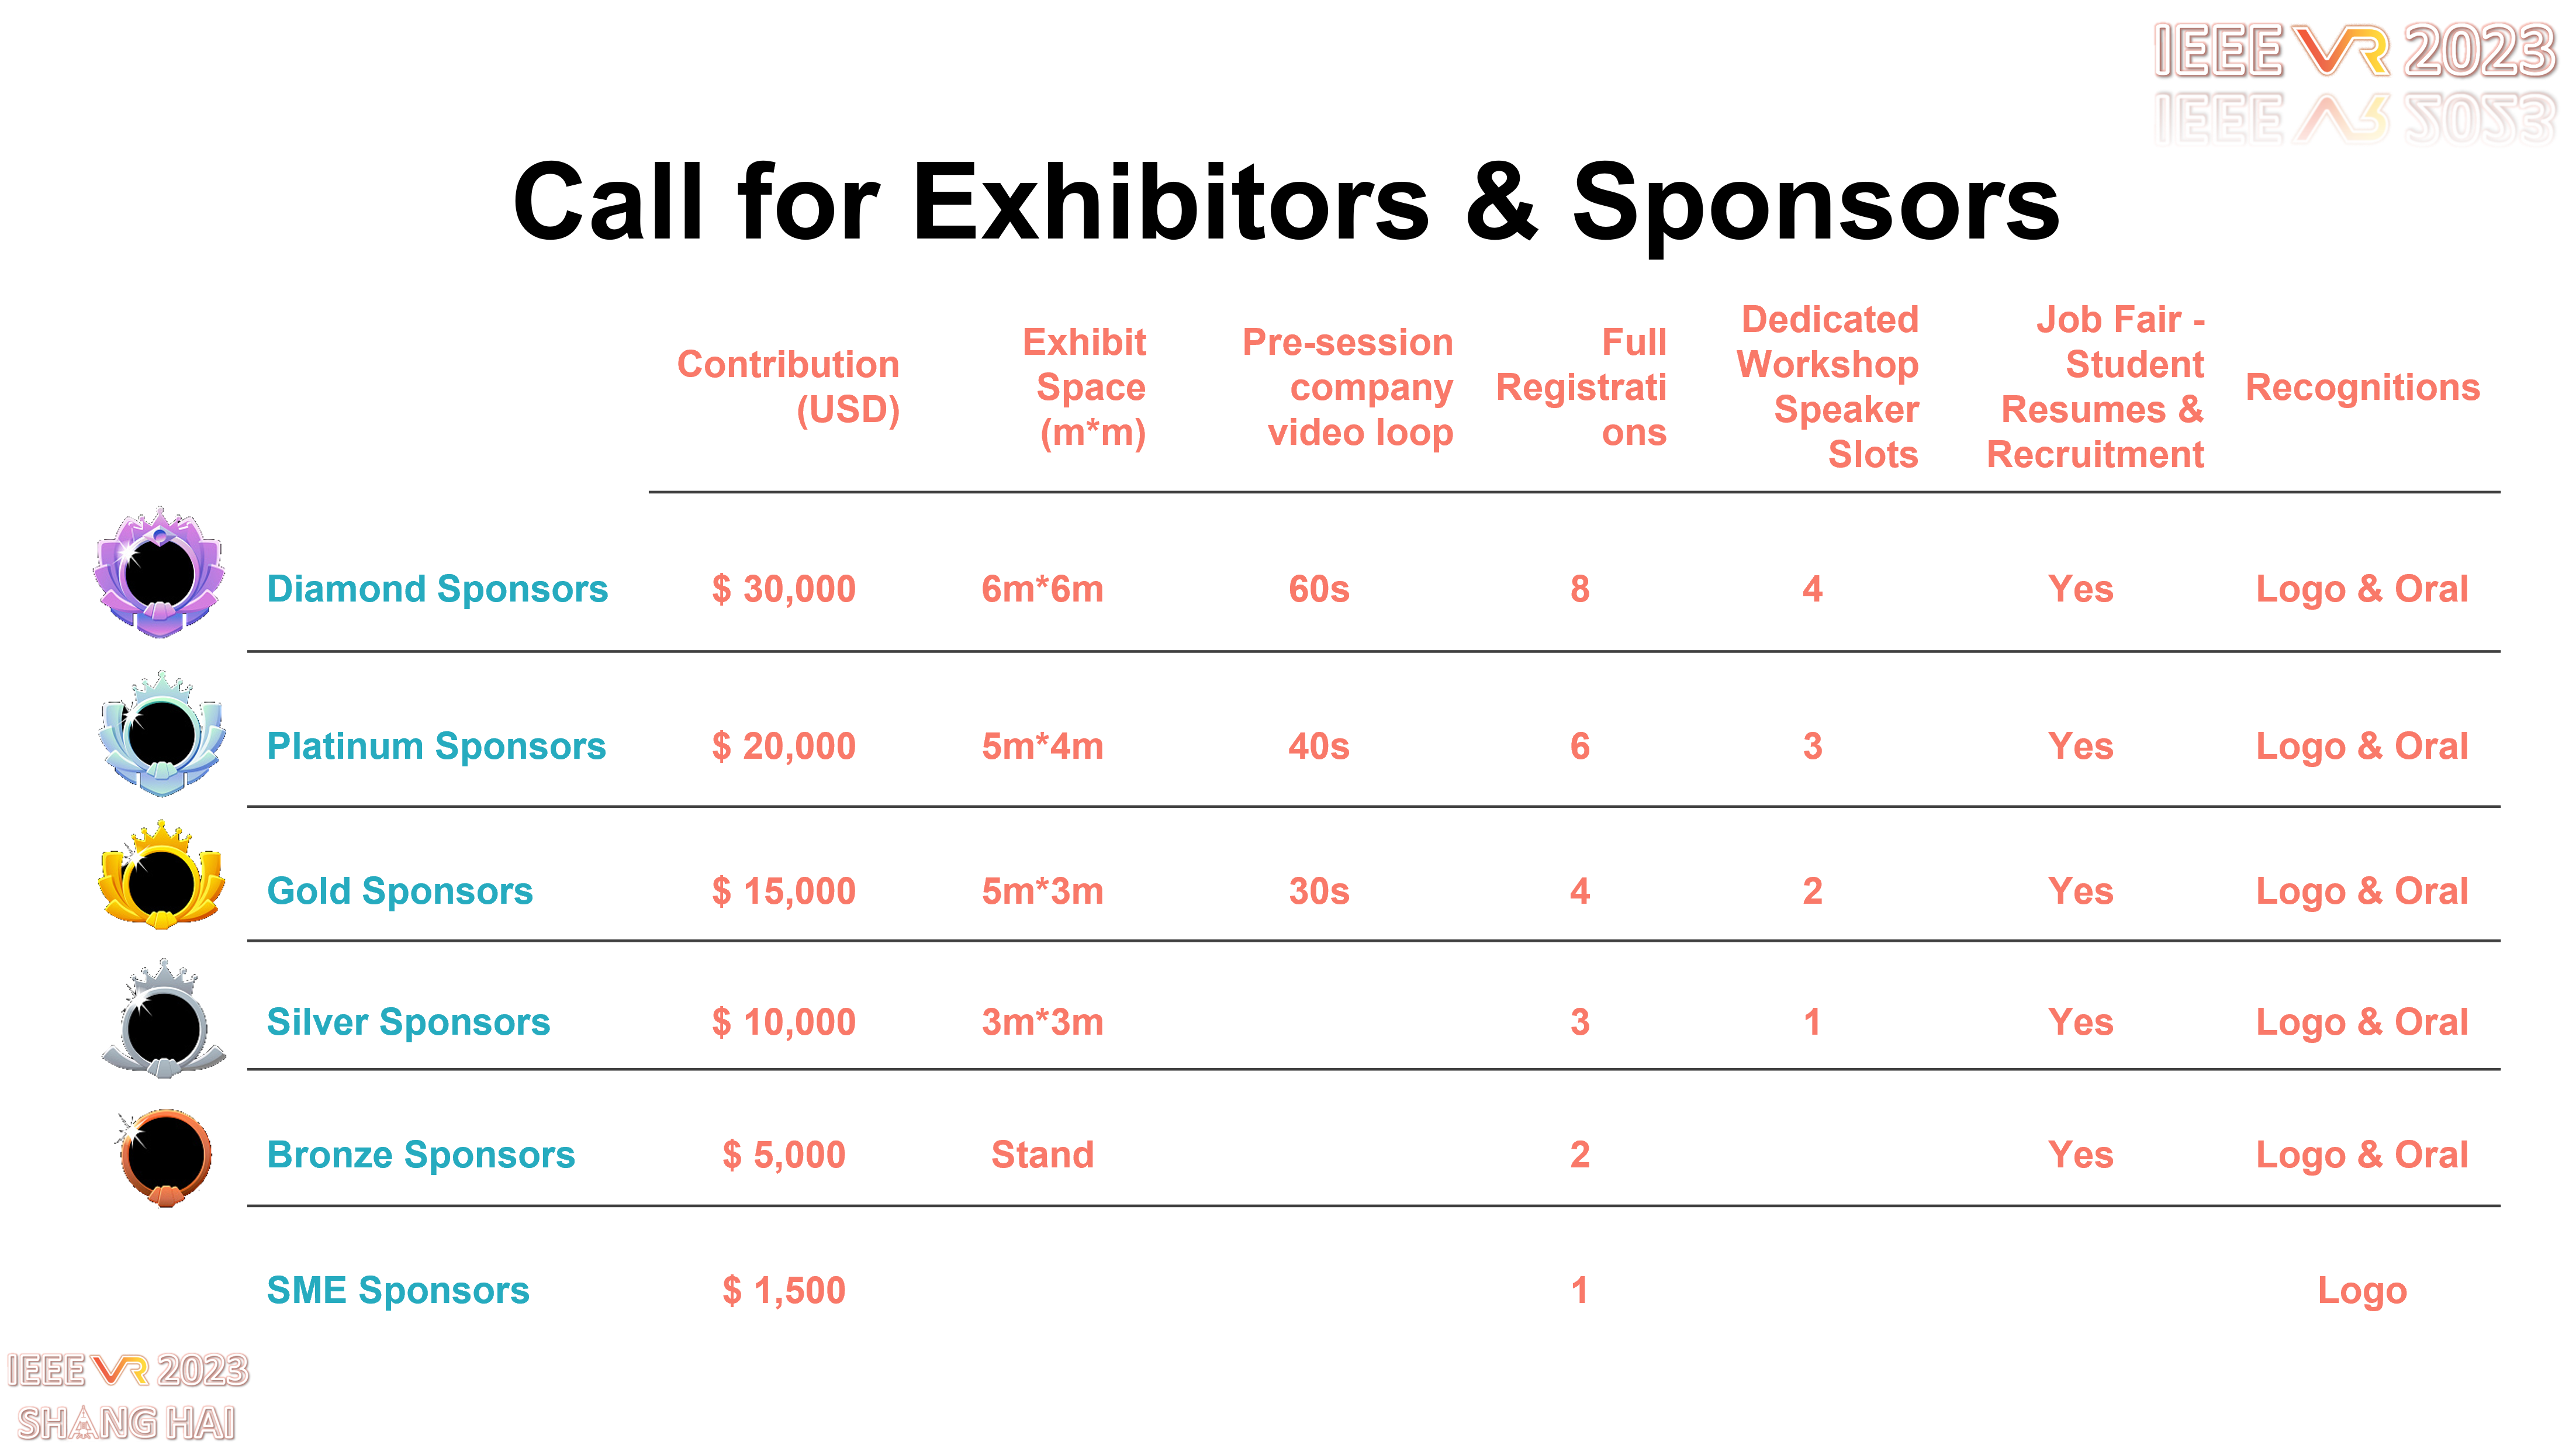 IEEE VR 2023
Call for Exhibitors & Sponsors
Contribution
(USD)
Exhibit
Space
(m*m)
Pre-session
company
video loop
Full
Registrati
ons
Dedicated
Workshop
Speaker
Slots
Job Fair -
Student
Resumes &
Recruitment
Recognitions
Diamond Sponsors $ 30,000 6m*6m 60s 8 4 Yes Logo & Oral
Platinum Sponsors $ 20,000 5m*4m 40s 6 3 Yes Logo & Oral
Gold Sponsors $ 15,000 5m*3m 30s 4 2 Yes Logo & Oral
Silver Sponsors $ 10,000 3m*3m 3 1 Yes Logo & Oral
Bronze Sponsors $ 5,000 Stand 2 Yes Logo & Oral
SME Sponsors $ 1,500 1 Logo
IEEE VR 2023
SHANG HAI